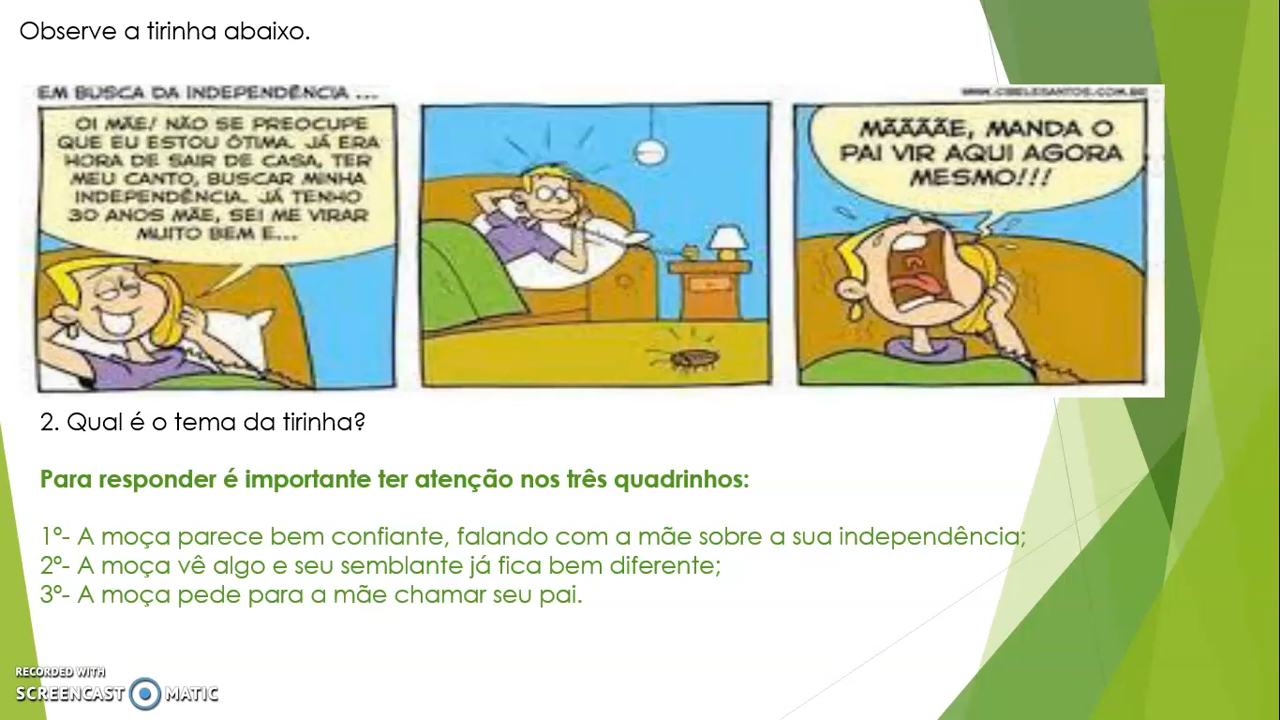 Observe a tirinha abaixo.
EM BUSCA DA INDEPENDÊNCIA ...
WWW.CIBELESANTOS.COM.BR
OI MÃE! NÃO SE PREOCUPE
QUE EU ESTOU ÓTIMA. JÁ ERA
HORA DE SAIR DE CASA, TER
MEU CANTO, BUSCAR MINHA
INDEPENDÊNCIA. JÁ TENHO
30 ANOS MÃE, SEI ME VIRAR
MUITO BEM E...
MÃÃÃÃE, MANDA O
PAI VIR AQUI AGORA
MESMO!!!
2. Qual é o tema da tirinha?
Para responder é importante ter atenção nos três quadrinhos:
1º- A moça parece bem confiante, falando com a mãe sobre a sua independência;
2º- A moça vê algo e seu semblante já fica bem diferente;
3º- A moça pede para a mãe chamar seu pai.
RECORDED WITH
SCREENCAST MATIC